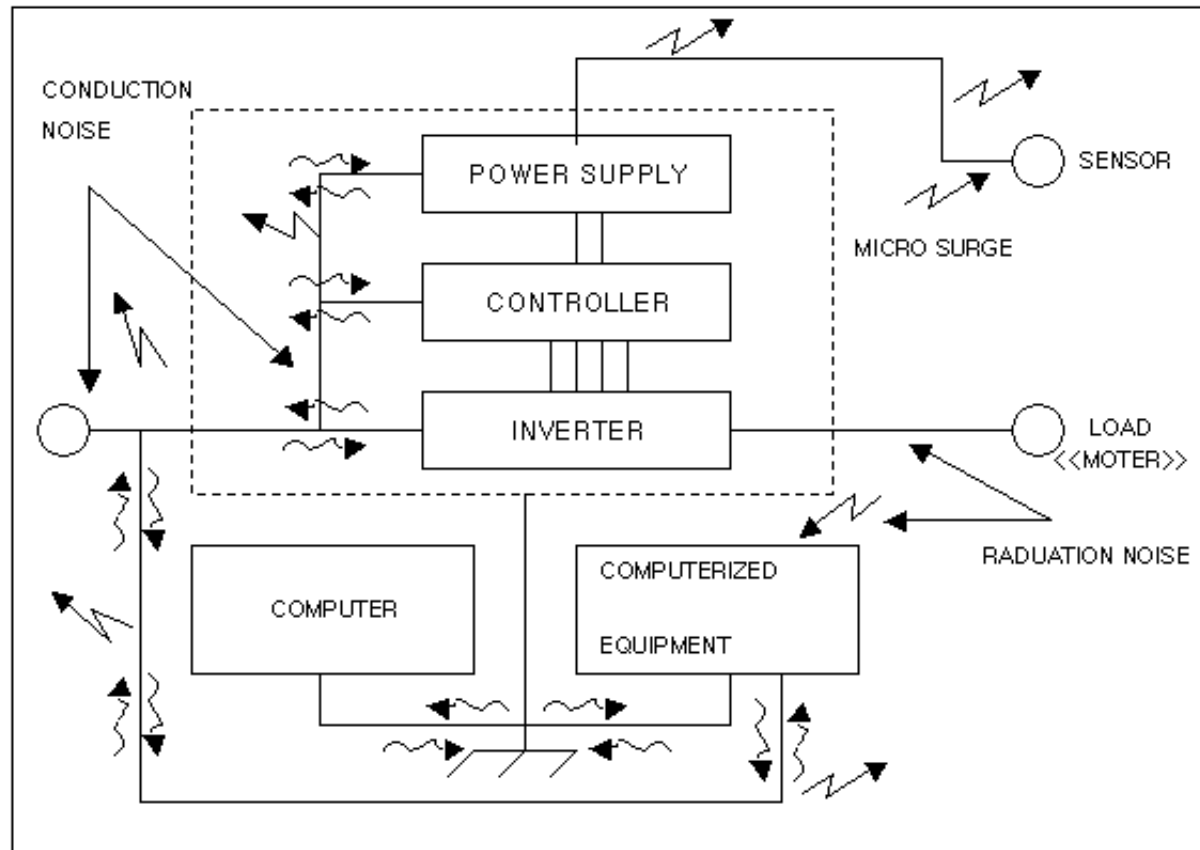 CONDUCTION
NOISE
POWER SUPPLY
SENSOR
MICRO SURGE
CONTROLLER
INVERTER
LOAD
<<MOTER>>
RADUATION NOISE
COMPUTER
COMPUTERIZED
EQUIPMENT